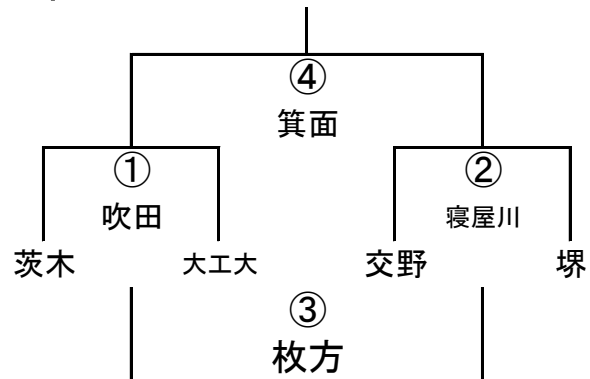 ④
箕面
① ②
吹田 寝屋川
茨木 大工大 交野 堺
③
枚方